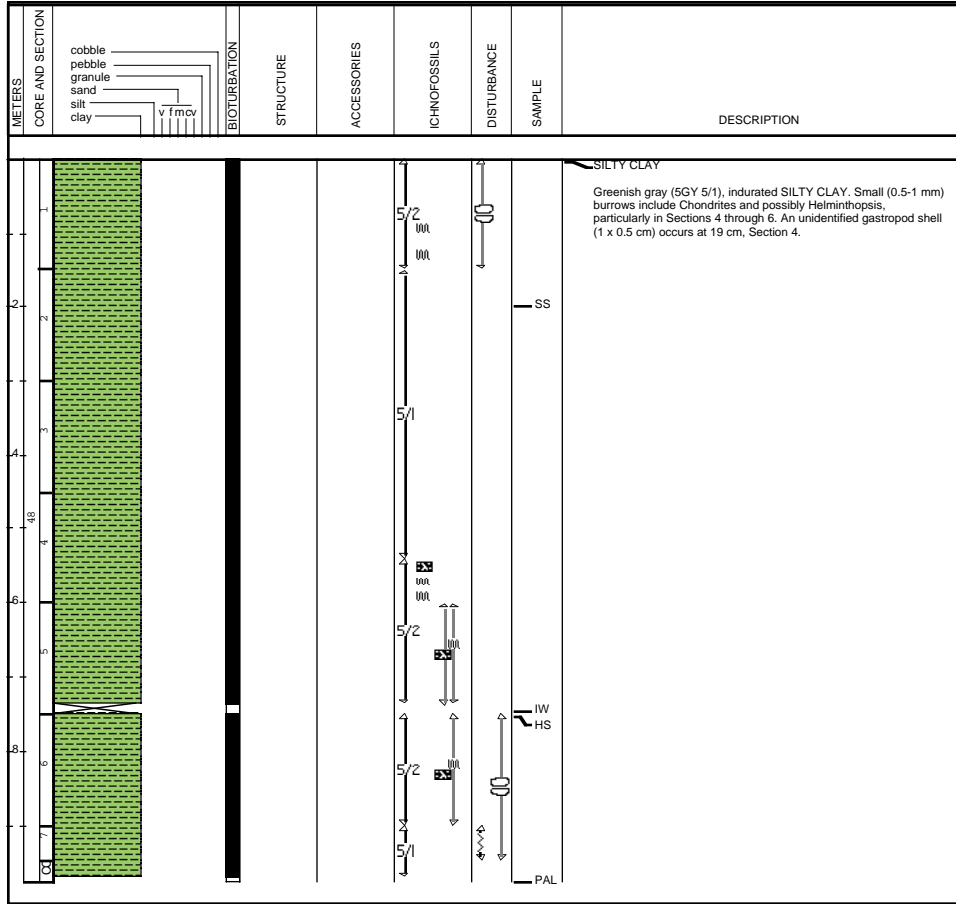 METERS
CORE AND SECTION
cobble
pebble
granule
sand
silt
clay
v f m c v
BIOTURBATION
STRUCTURE
ACCESSORIES
ICHNOFOSSILS
DISTURBANCE
SAMPLE
DESCRIPTION
SILTY CLAY
Greenish gray (5GY 5/1), indurated SILTY CLAY. Small (0.5-1 mm)
burrows include Chondrites and possibly Helminthopsis,
particularly in Sections 4 through 6. An unidentified gastropod shell
(1 x 0.5 cm) occurs at 19 cm, Section 4.
1
5/2
2
2
SS
5/1
3
4
48
4
6
5/2
5
IW
HS
8
6
5/2
7
5/1
CC
PAL